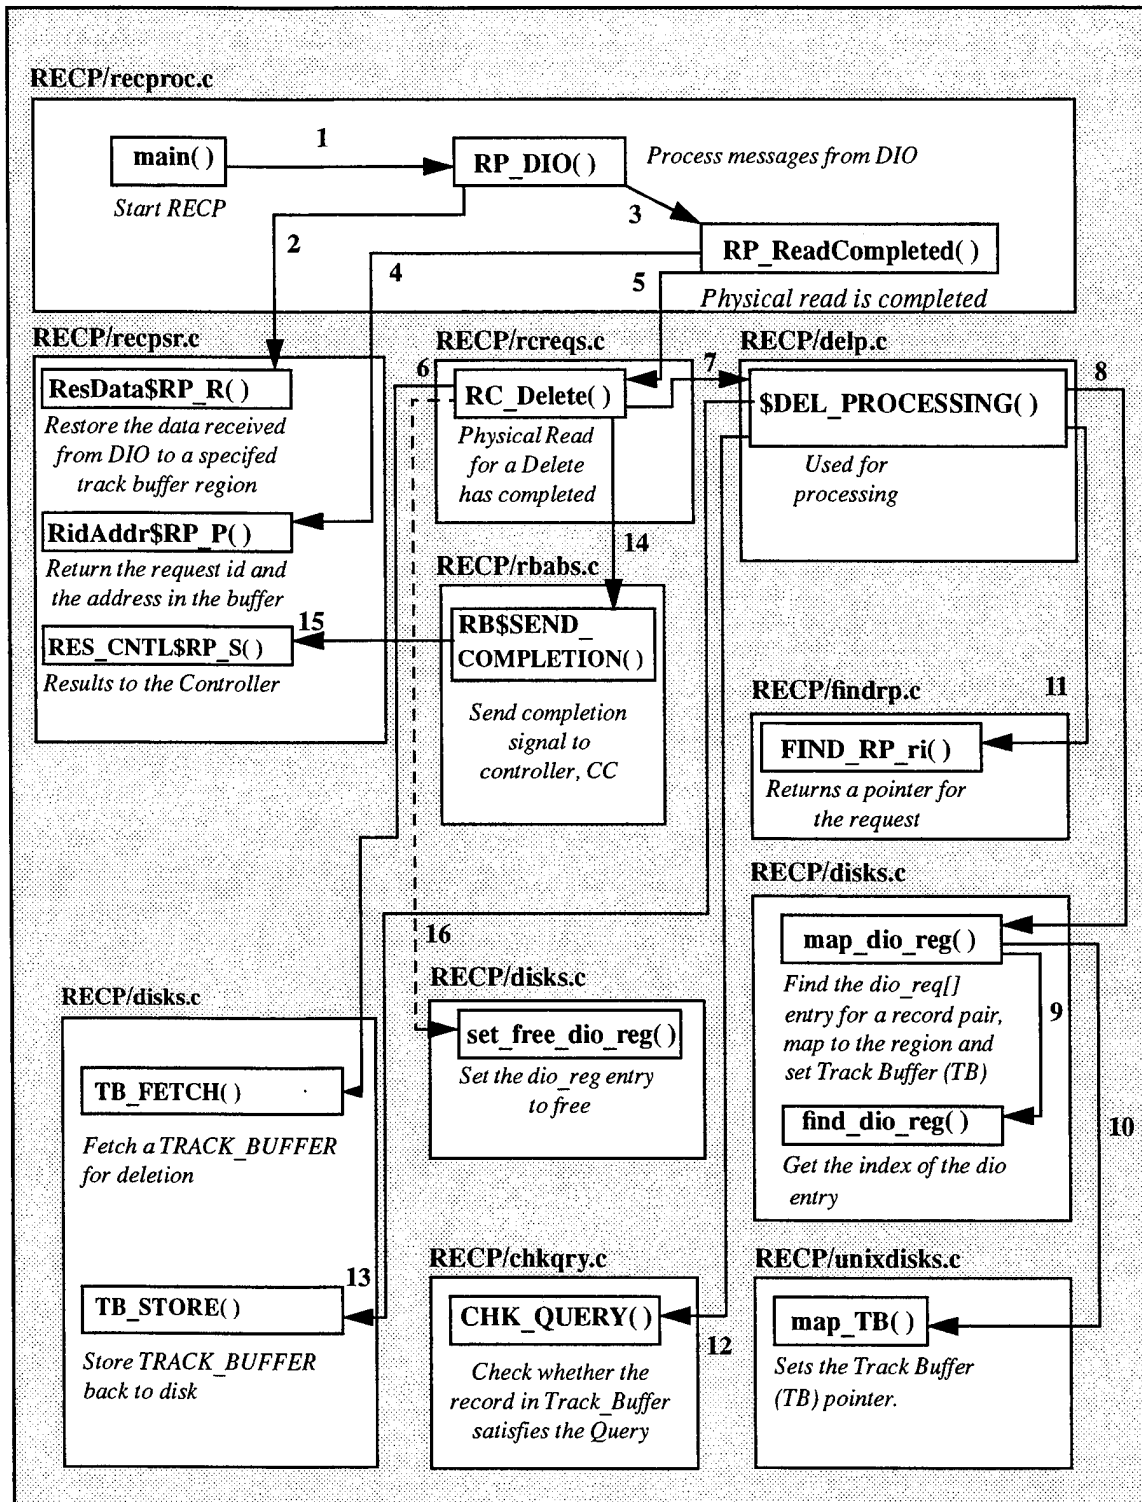 RECP/recproc.c
main( )
1
RP_DIO( )
Process messages from DIO
Start RECP
2
3
RP_ReadCompleted( )
4
5
Physical read is completed
RECP/recpsr.c
ResData$RP_R( )
Restore the data received
from DIO to a specifed
track buffer region
RidAddr$RP_P( )
Return the request id and
the address in the buffer
RES_CNTL$RP_S( )
15
Results to the Controller
RECP/rcreqs.c
6
RC_Delete( )
7
Physical Read
for a Delete
has completed
14
RECP/delp.c
8
$DEL_PROCESSING( )
Used for
processing
RECP/rbabs.c
RB$SEND_
COMPLETION()
Send completion
signal to
controller, CC
RECP/findrp.c
11
FIND_RP_ri( )
Returns a pointer for
the request
RECP/disks.c
map_dio_reg( )
Find the dio_req[]
entry for a record pair,
map to the region and
set Track Buffer (TB)
9
find_dio_reg( )
10
Get the index of the dio
entry
16
RECP/disks.c
set_free_dio_reg( )
Set the dio_reg entry
to free
RECP/disks.c
TB_FETCH( )
Fetch a TRACK_BUFFER
for deletion
13
TB_STORE( )
Store TRACK_BUFFER
back to disk
RECP/chkqry.c
CHK_QUERY( )
12
Check whether the
record in Track_Buffer
satisfies the Query
RECP/unixdisks.c
map_TB( )
Sets the Track Buffer
(TB) pointer.